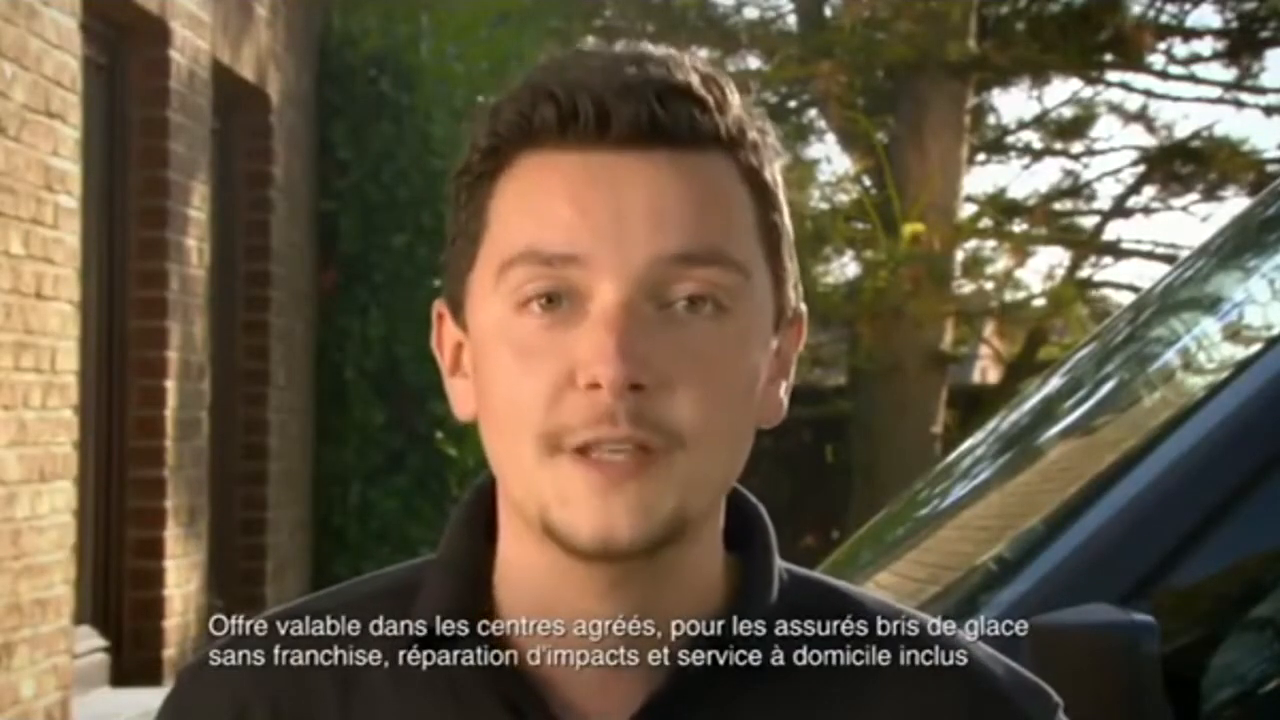 Offre valable dans les centres agréés, pour les assurés bris de glace
sans franchise, réparation d'impacts et service à domicile inclus